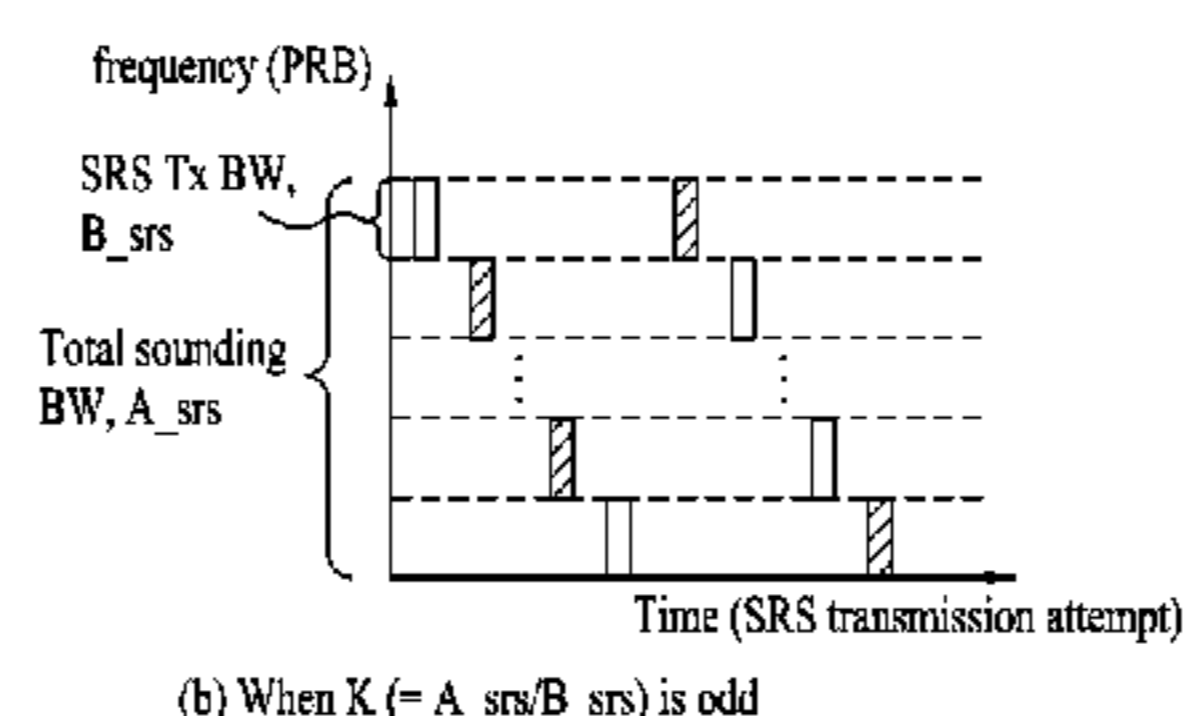 frequency (PRB)
SRS Tx BW,
B_srs
Total sounding
BW, A_srs
Time (SRS transmission attempt)
(b) When K (= A_srs/B_srs) is odd